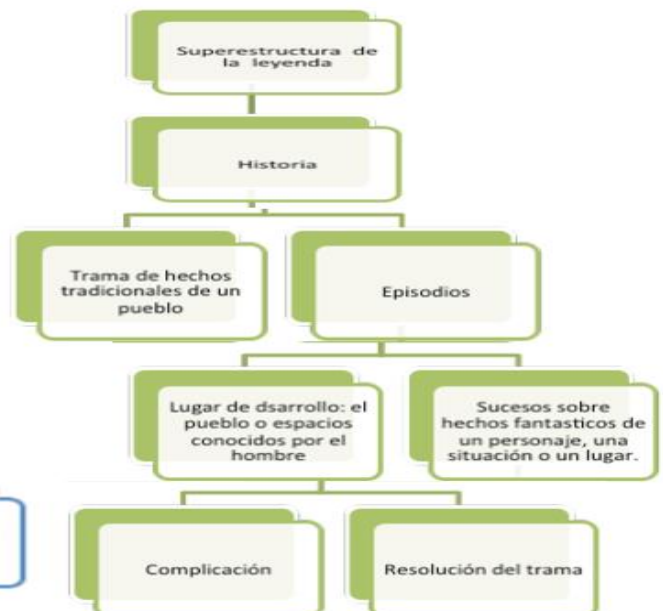 Superestructura de
la leyenda
Historia
Trama de hechos
tradicionales de un
pueblo
Episodios
Lugar de dsarrollo: el
pueblo o espacios
conocidos por el
hombre
Sucesos sobre
hechos fantasticos de
un personaje, una
situación o un lugar.
Complicación
Resolución del trama